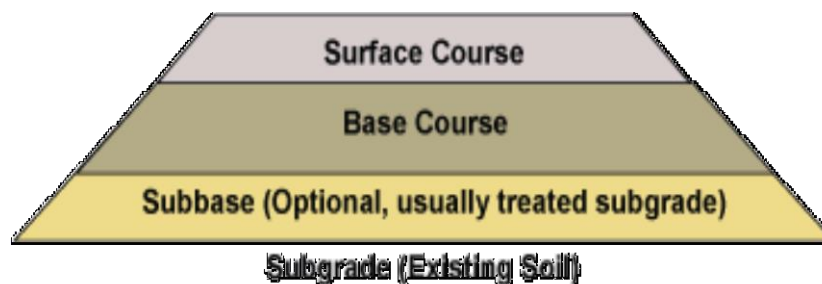 Surface Course
Base Course
Subbase (Optional, usually treated subgrade)
Subgrade (Existing Soil)